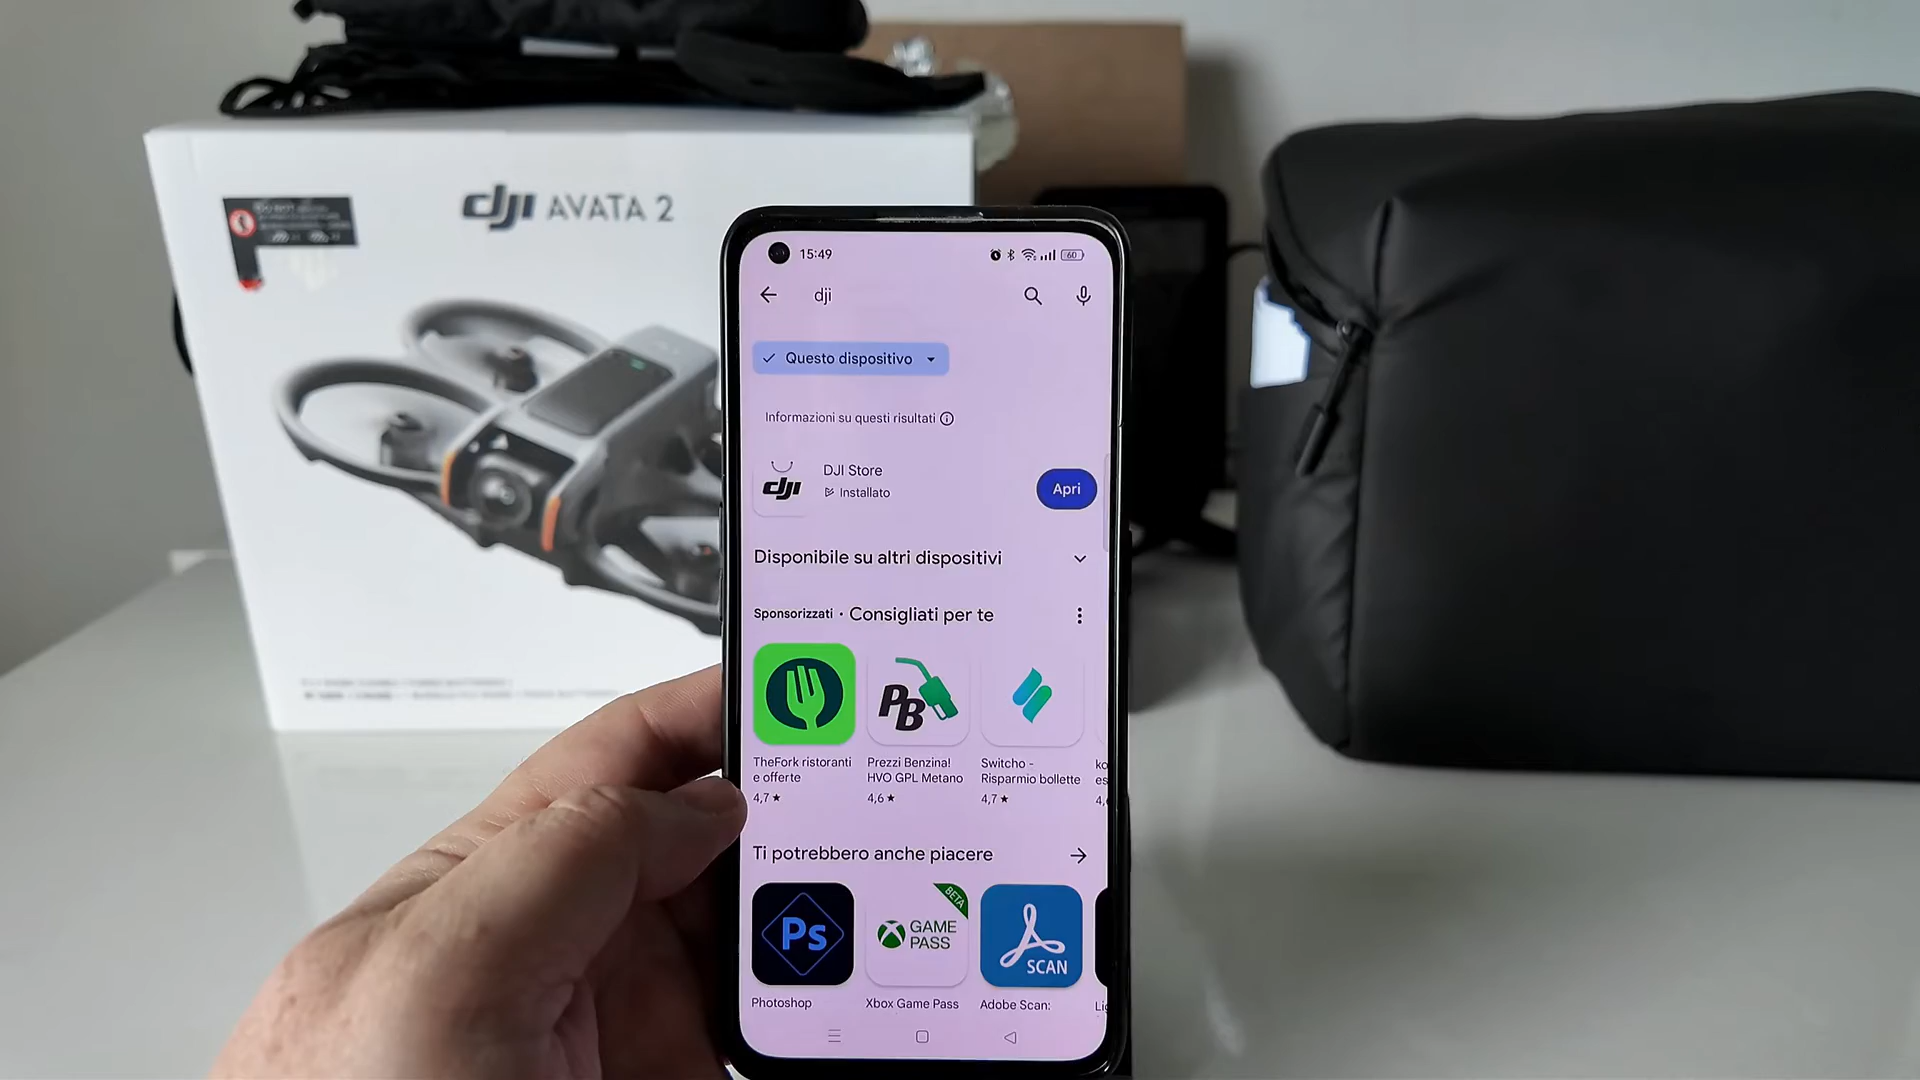 dji AVATA 2
15:49
60
dji
Questo dispositivo
Informazioni su questi risultati
dji
DJI Store
Installato
Apri
Disponibile su altri dispositivi
Sponsorizzati · Consigliati per te
PB
TheFork ristoranti e offerte
4,7 ★
Prezzi Benzina! HVO GPL Metano
4,6 ★
Switcho - Risparmio bollette
4,7 ★
Ti potrebbero anche piacere
Ps
BETA
GAME PASS
SCAN
Photoshop
Xbox Game Pass
Adobe Scan: